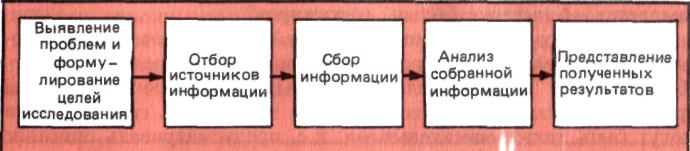 Выявление
проблем и
форму-
лирование
целей
исследования
Отбор
источников
информации
Сбор
информации
Анализ
собранной
информации
Представление
полученных
результатов